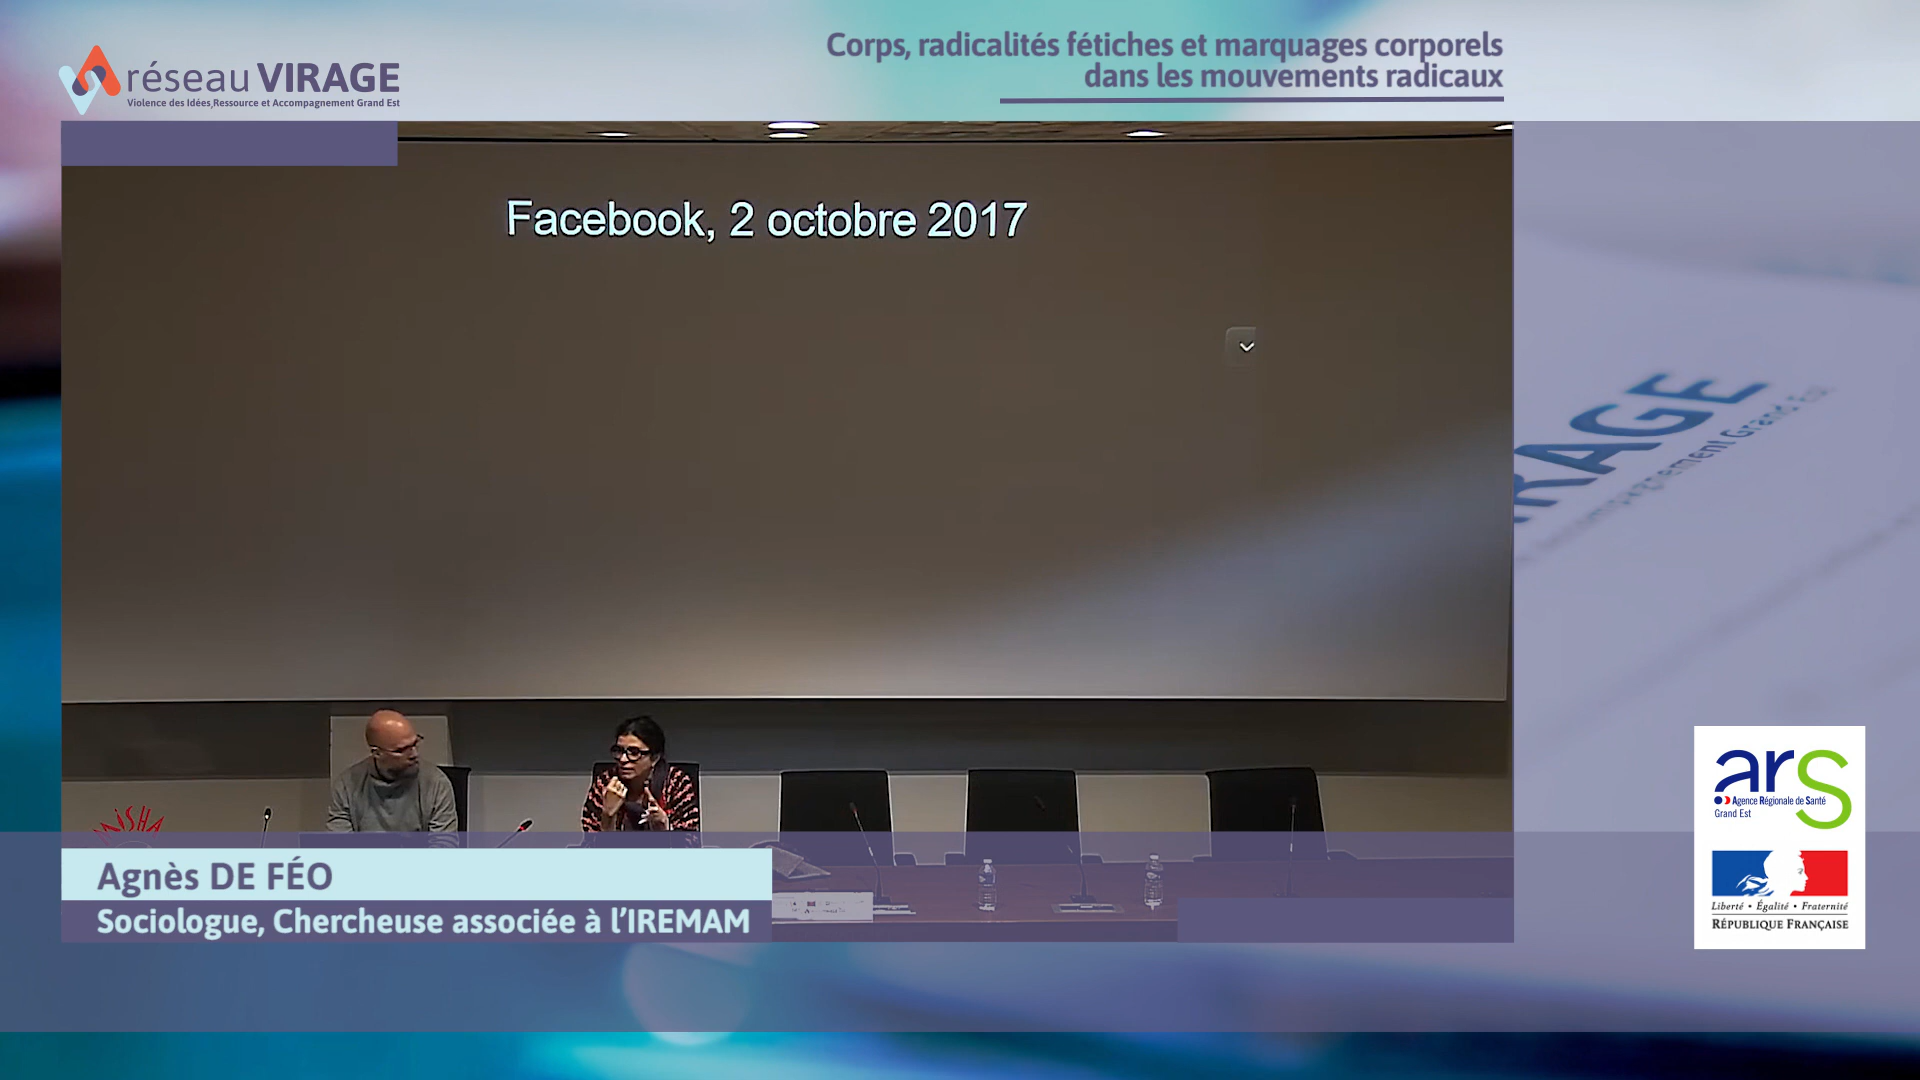 réseau VIRAGE
Violence des Idées,Ressource et Accompagnement Grand Est
Corps, radicalités fétiches et marquages corporels
dans les mouvements radicaux
Facebook, 2 octobre 2017
RAGE
MISHA
Agnès DE FÉO
Sociologue, Chercheuse associée à l'IREMAM
ars
Agence Régionale de Santé
Grand Est
Liberté • Égalité • Fraternité
RÉPUBLIQUE FRANÇAISE